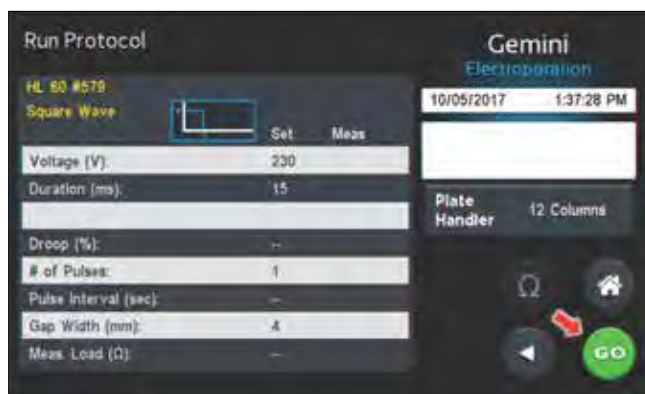 Run Protocol
Gemini
Electroporation
HL 60 #579
Square Wave
10/05/2017 1:37:28 PM
Set Meas
Voltage (V): 230
Duration (ms): 15
Plate Handler 12 Columns
Droop (%): --
# of Pulses: 1
Pulse Interval (sec): --
Gap Width (mm): 4
Meas. Load (Ω): --
Ω
GO